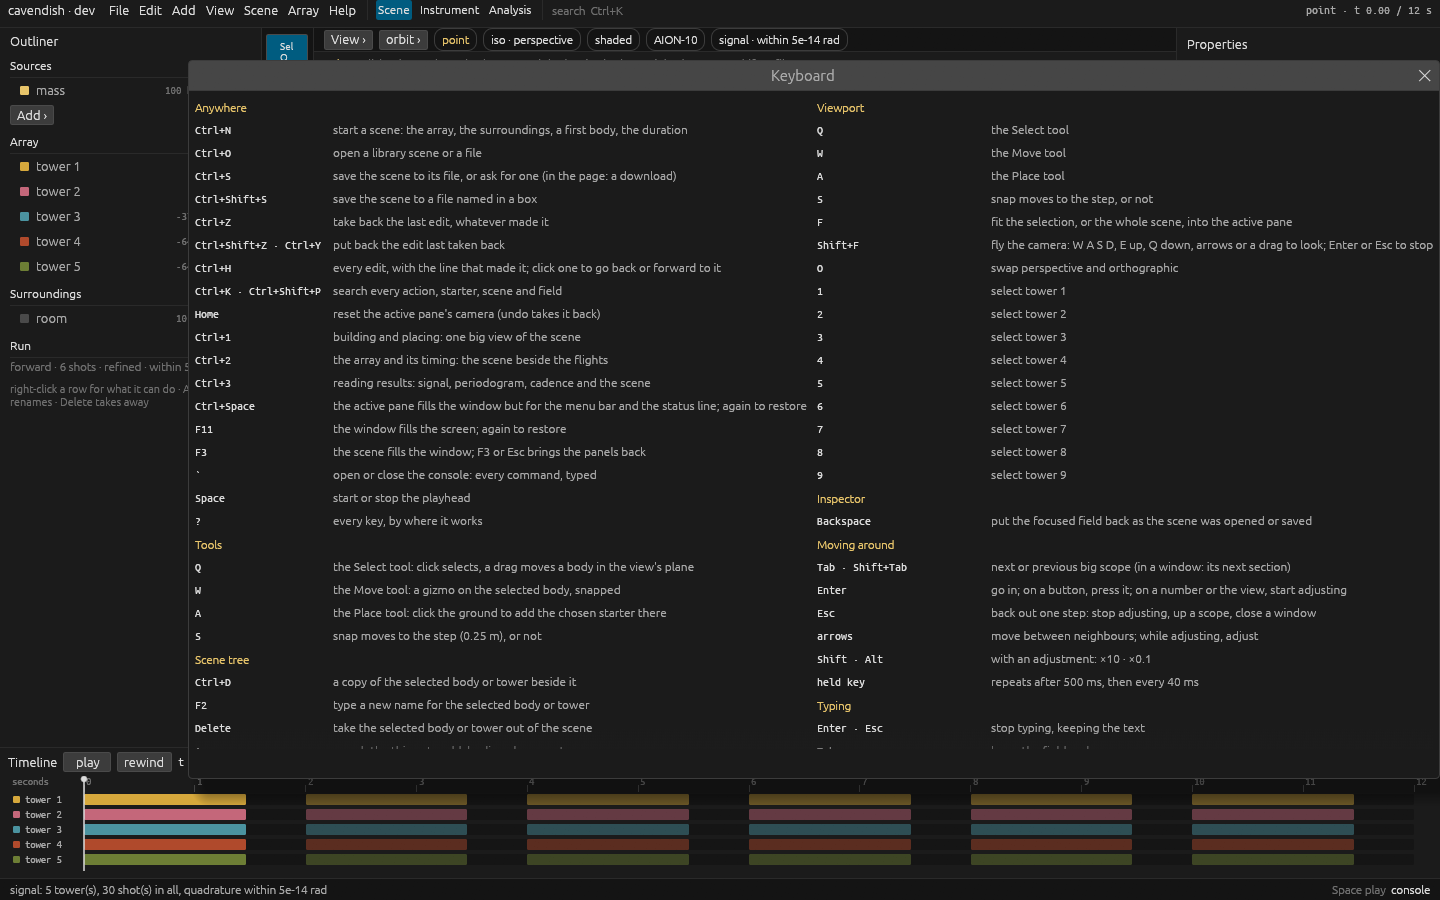 cavendish · dev File Edit Add View Scene Array Help Scene Instrument Analysis search Ctrl+K point · t 0.00 / 12 s
Outliner
Sel
Q
View › orbit › point iso · perspective shaded AION-10 signal · within 5e-14 rad
Properties
Sources
mass 100
Add ›
Array
tower 1
tower 2
tower 3 -3
tower 4 -6
tower 5 -6
Surroundings
room 10
Run
forward · 6 shots · refined · within 5
right-click a row for what it can do · A
renames · Delete takes away
Keyboard
Anywhere
Ctrl+N start a scene: the array, the surroundings, a first body, the duration
Ctrl+O open a library scene or a file
Ctrl+S save the scene to its file, or ask for one (in the page: a download)
Ctrl+Shift+S save the scene to a file named in a box
Ctrl+Z take back the last edit, whatever made it
Ctrl+Shift+Z · Ctrl+Y put back the edit last taken back
Ctrl+H every edit, with the line that made it; click one to go back or forward to it
Ctrl+K · Ctrl+Shift+P search every action, starter, scene and field
Home reset the active pane's camera (undo takes it back)
Ctrl+1 building and placing: one big view of the scene
Ctrl+2 the array and its timing: the scene beside the flights
Ctrl+3 reading results: signal, periodogram, cadence and the scene
Ctrl+Space the active pane fills the window but for the menu bar and the status line; again to restore
F11 the window fills the screen; again to restore
F3 the scene fills the window; F3 or Esc brings the panels back
` open or close the console: every command, typed
Space start or stop the playhead
? every key, by where it works
Tools
Q the Select tool: click selects, a drag moves a body in the view's plane
W the Move tool: a gizmo on the selected body, snapped
A the Place tool: click the ground to add the chosen starter there
S snap moves to the step (0.25 m), or not
Scene tree
Ctrl+D a copy of the selected body or tower beside it
F2 type a new name for the selected body or tower
Delete take the selected body or tower out of the scene
Viewport
Q the Select tool
W the Move tool
A the Place tool
S snap moves to the step, or not
F fit the selection, or the whole scene, into the active pane
Shift+F fly the camera: W A S D, E up, Q down, arrows or a drag to look; Enter or Esc to stop
O swap perspective and orthographic
1 select tower 1
2 select tower 2
3 select tower 3
4 select tower 4
5 select tower 5
6 select tower 6
7 select tower 7
8 select tower 8
9 select tower 9
Inspector
Backspace put the focused field back as the scene was opened or saved
Moving around
Tab · Shift+Tab next or previous big scope (in a window: its next section)
Enter go in; on a button, press it; on a number or the view, start adjusting
Esc back out one step: stop adjusting, up a scope, close a window
arrows move between neighbours; while adjusting, adjust
Shift · Alt with an adjustment: ×10 · ×0.1
held key repeats after 500 ms, then every 40 ms
Typing
Enter · Esc stop typing, keeping the text
Timeline play rewind t
seconds 0 1 2 3 4 5 6 7 8 9 10 11 12
tower 1
tower 2
tower 3
tower 4
tower 5
signal: 5 tower(s), 30 shot(s) in all, quadrature within 5e-14 rad
Space play console